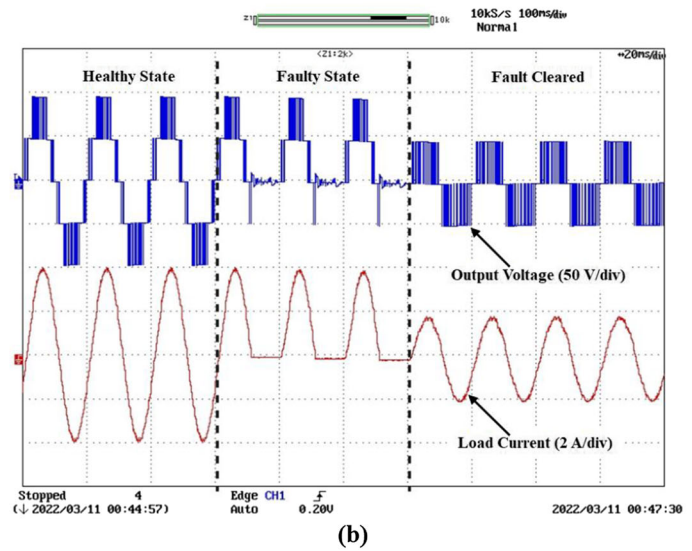 10kS/s 100ms/div
Z1 10k Normal
<Z1:2k> ↔20ms/div
Healthy State Faulty State Fault Cleared
Output Voltage (50 V/div)
Load Current (2 A/div)
Stopped 4 Edge CH1
(↓ 2022/03/11 00:44:57) Auto 0.20V 2022/03/11 00:47:30
(b)